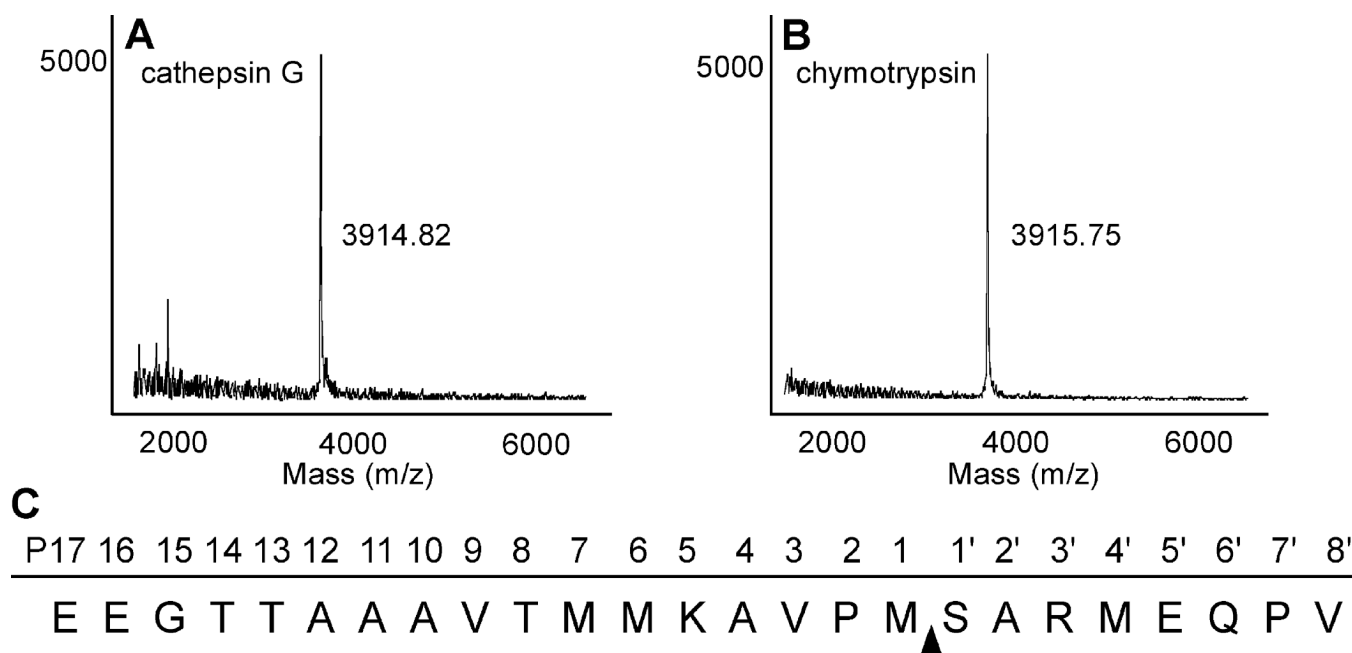 A
B
5000
cathepsin G
5000
chymotrypsin
3914.82
3915.75
2000
4000
6000
2000
4000
6000
Mass (m/z)
Mass (m/z)
C
P17 16 15 14 13 12 11 10 9 8 7 6 5 4 3 2 1 1' 2' 3' 4' 5' 6' 7' 8'
E E G T T A A A V T M M K A V P M S A R M E Q P V